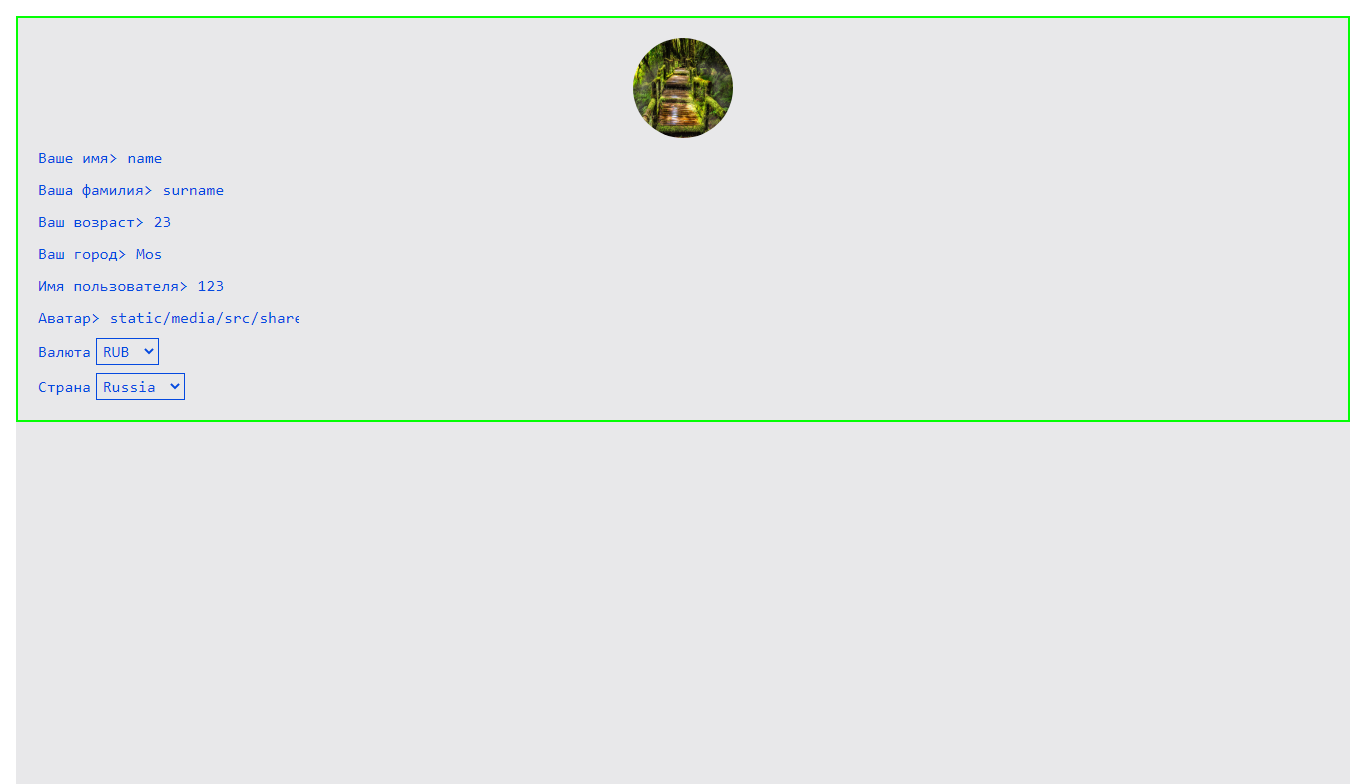 Ваше имя> name
Ваша фамилия> surname
Ваш возраст> 23
Ваш город> Mos
Имя пользователя> 123
Аватар> static/media/src/share
Валюта RUB
Страна Russia